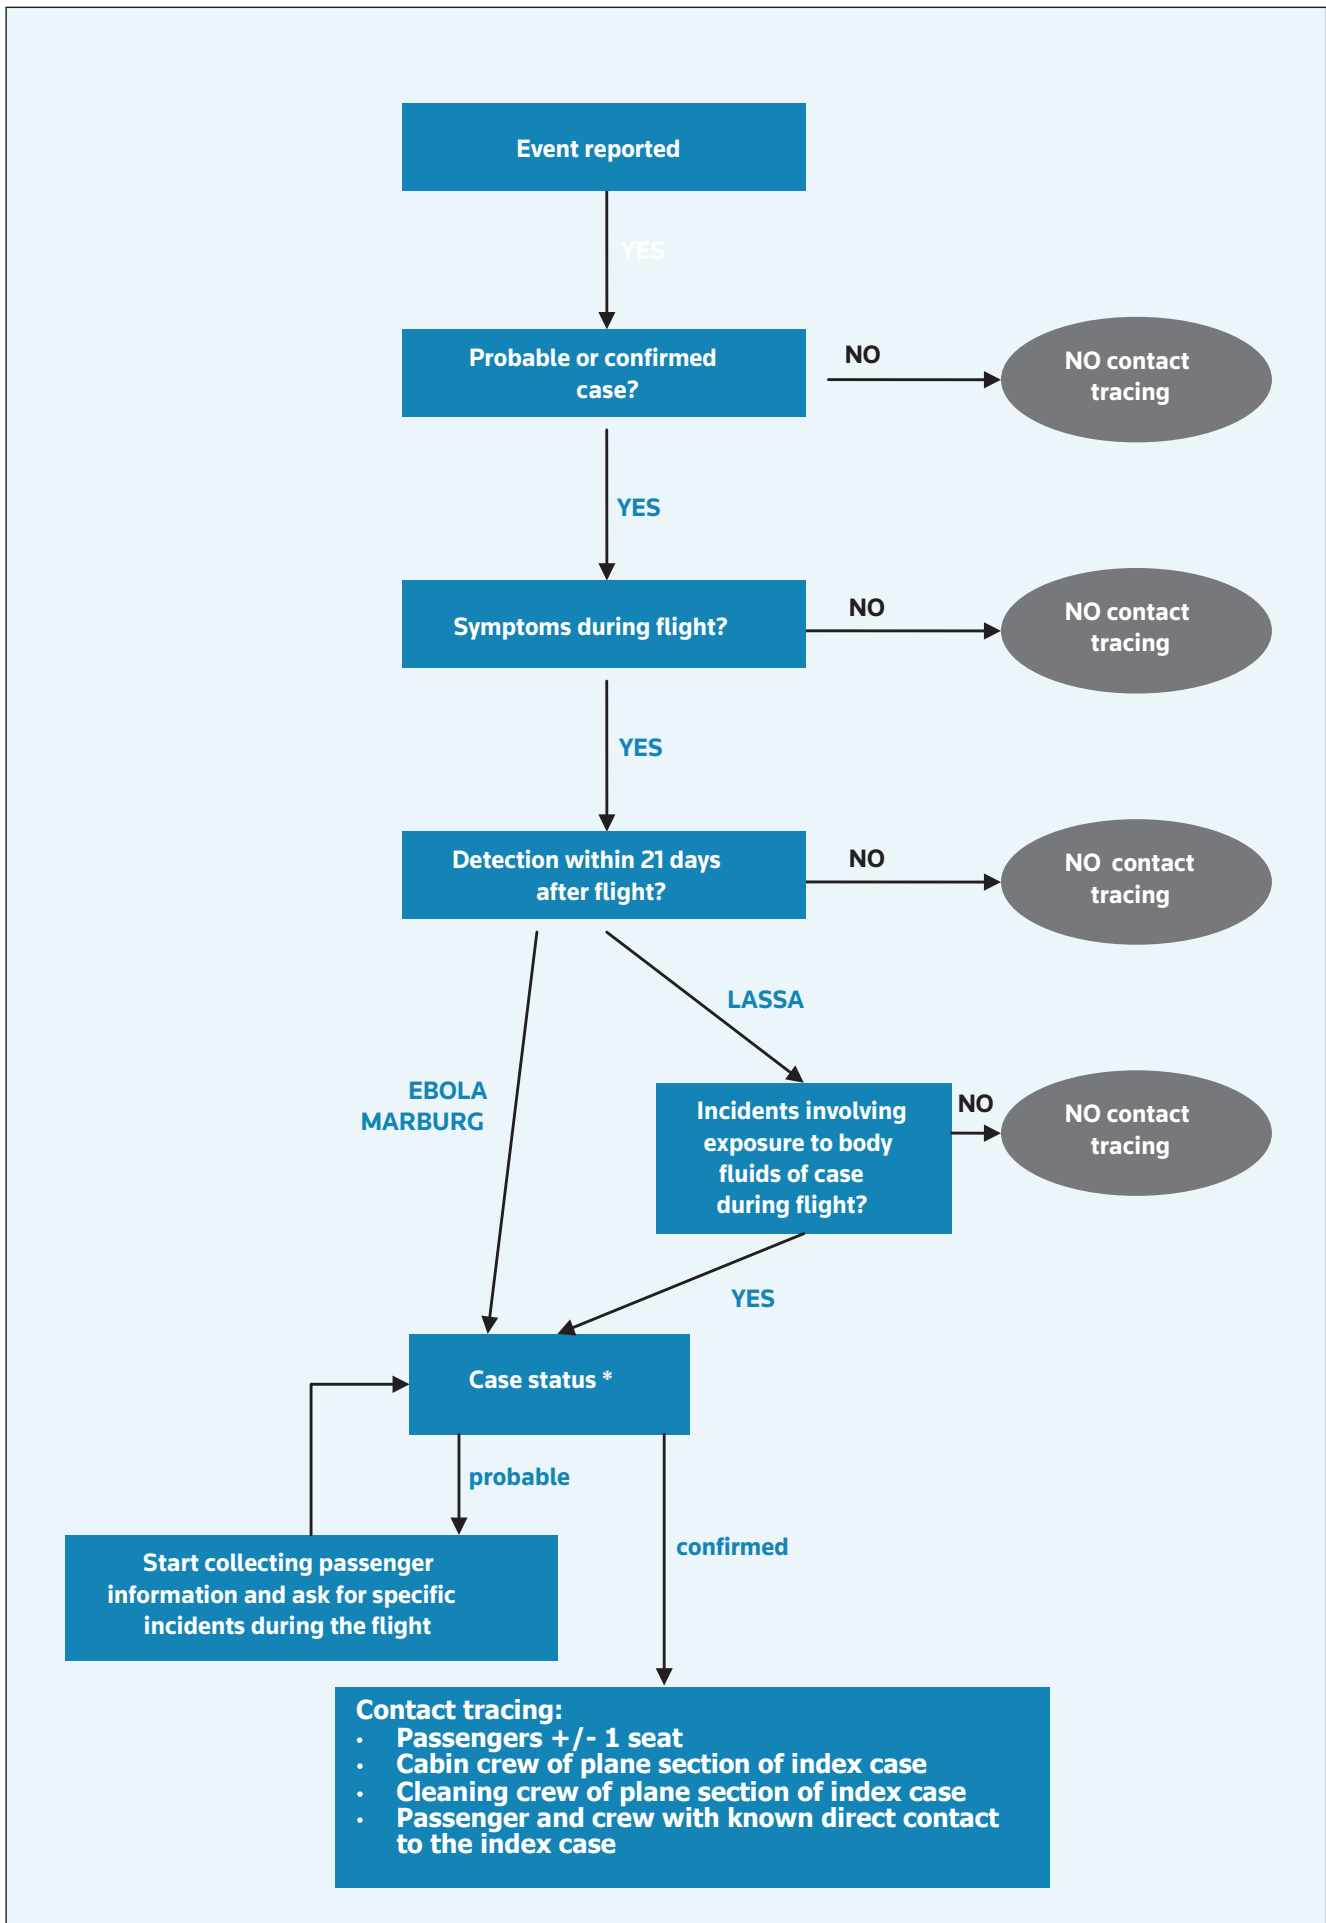 Event reported
YES
Probable or confirmed
case?
NO
NO contact
tracing
YES
Symptoms during flight?
NO
NO contact
tracing
YES
Detection within 21 days
after flight?
NO
NO contact
tracing
LASSA
EBOLA
MARBURG
Incidents involving
exposure to body
fluids of case
during flight?
NO
NO contact
tracing
YES
Case status *
probable
confirmed
Start collecting passenger
information and ask for specific
incidents during the flight
Contact tracing:
• Passengers +/- 1 seat
• Cabin crew of plane section of index case
• Cleaning crew of plane section of index case
• Passenger and crew with known direct contact
to the index case